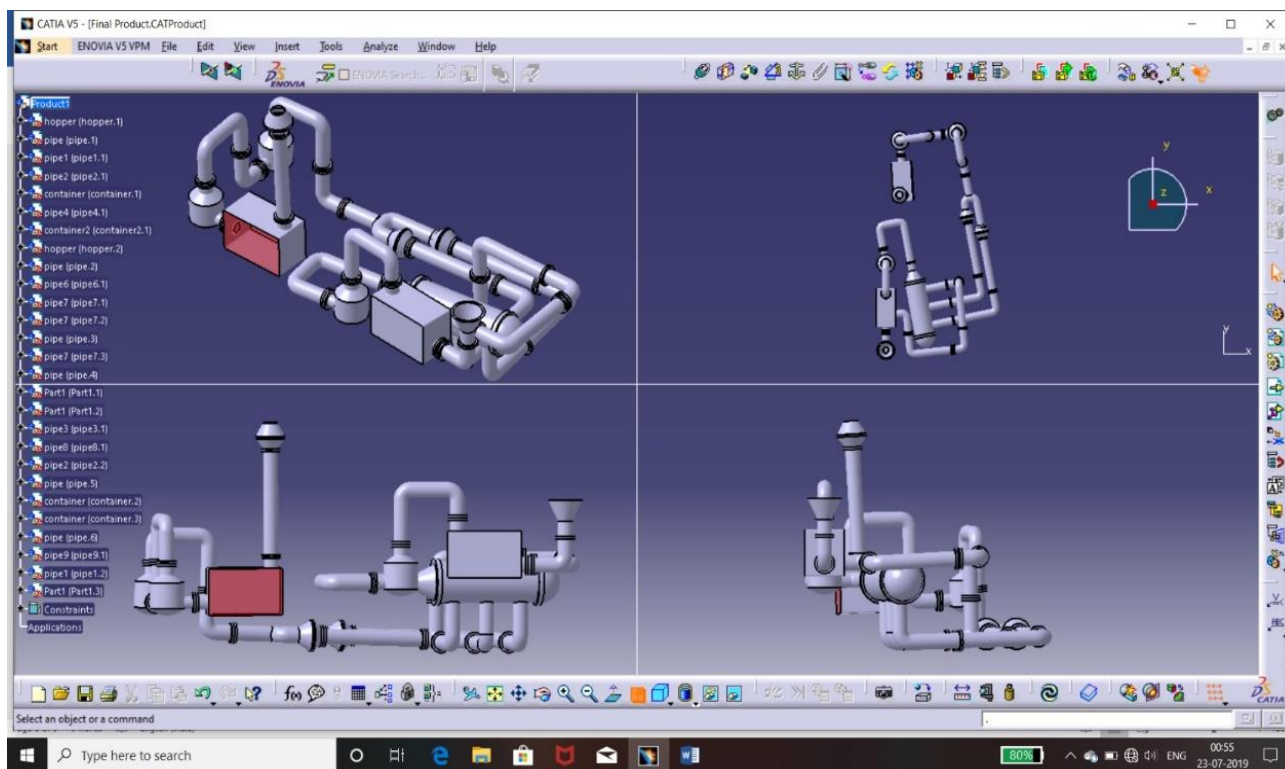 CATIA V5 - [Final Product.CATProduct]
Start ENOVIA V5 VPM File Edit View Insert Tools Analyze Window Help
ENOVIA
ENOVIA Search...
Product1
hopper (hopper.1)
pipe (pipe.1)
pipe1 (pipe1.1)
pipe2 (pipe2.1)
container (container.1)
pipe4 (pipe4.1)
container2 (container2.1)
hopper (hopper.2)
pipe (pipe.2)
pipe6 (pipe6.1)
pipe7 (pipe7.1)
pipe7 (pipe7.2)
pipe (pipe.3)
pipe7 (pipe7.3)
pipe (pipe.4)
Part1 (Part1.1)
Part1 (Part1.2)
pipe3 (pipe3.1)
pipe8 (pipe8.1)
pipe2 (pipe2.2)
pipe (pipe.5)
container (container.2)
container (container.3)
pipe (pipe.6)
pipe9 (pipe9.1)
pipe1 (pipe1.2)
Part1 (Part1.3)
Constraints
Applications
y
z x
y
x
f(x)
CATIA
Select an object or a command
Type here to search
80%
ENG
00:55
23-07-2019